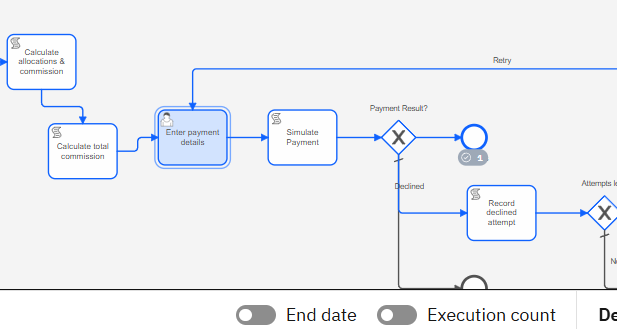 Calculate
allocations &
commission
Retry
Payment Result?
Calculate total
commission
Enter payment
details
Simulate
Payment
1
Declined
Attempts
Record
declined
attempt
End date
Execution count